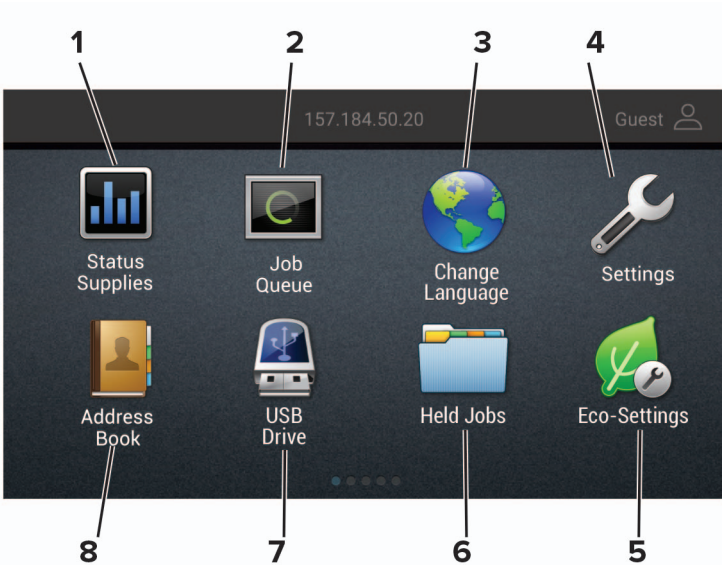 1 2 3 4
157.184.50.20 Guest
Status
Supplies
Job
Queue
Change
Language
Settings
Address
Book
USB
Drive
Held Jobs
Eco-Settings
8 7 6 5